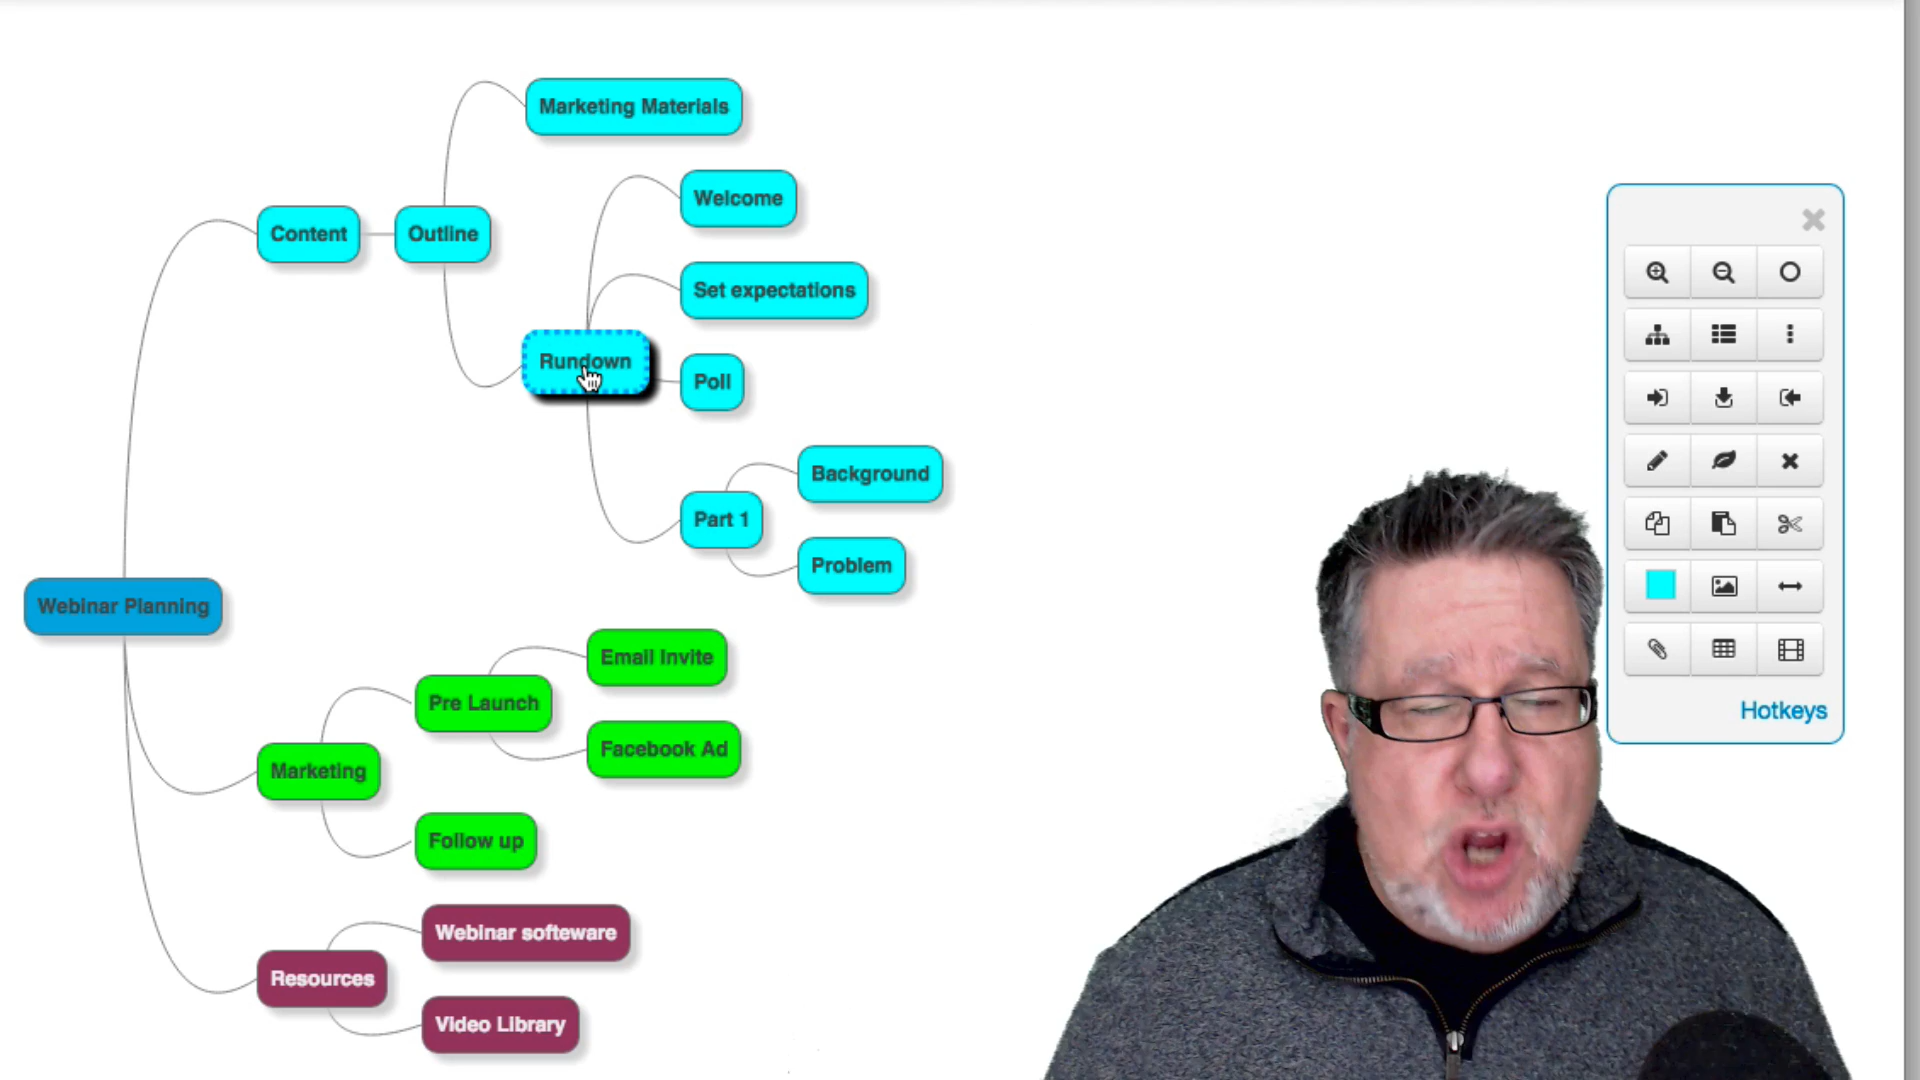 Marketing Materials
Welcome
Content
Outline
Set expectations
Rundown
Poll
Background
Part 1
Problem
Webinar Planning
Email Invite
Pre Launch
Facebook Ad
Marketing
Follow up
Webinar softeware
Resources
Video Library
Hotkeys